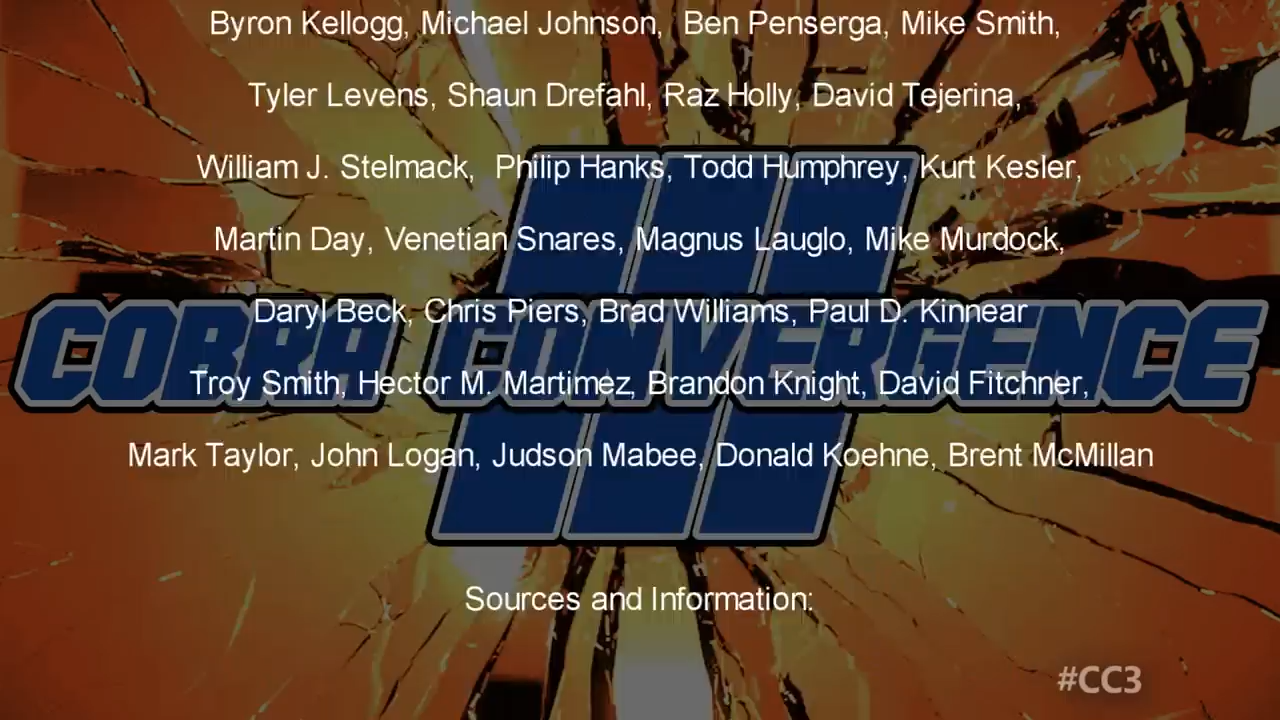 Byron Kellogg, Michael Johnson, Ben Penserga, Mike Smith,
Tyler Levens, Shaun Drefahl, Raz Holly, David Tejerina,
William J. Stelmack, Philip Hanks, Todd Humphrey, Kurt Kesler,
Martin Day, Venetian Snares, Magnus Lauglo, Mike Murdock,
Daryl Beck, Chris Piers, Brad Williams, Paul D. Kinnear
COBRA CONVERGENCE
III
Troy Smith, Hector M. Martimez, Brandon Knight, David Fitchner,
Mark Taylor, John Logan, Judson Mabee, Donald Koehne, Brent McMillan
Sources and Information:
#CC3